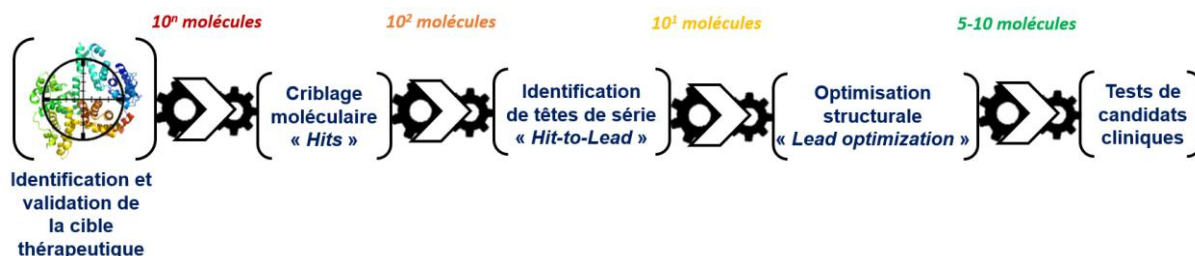 10ⁿ molécules
10² molécules
10¹ molécules
5-10 molécules
Identification et
validation de
la cible
thérapeutique
Criblage
moléculaire
« Hits »
Identification
de têtes de série
« Hit-to-Lead »
Optimisation
structurale
« Lead optimization »
Tests de
candidats
cliniques